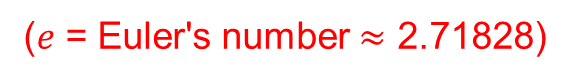 (𝑒 = Euler's number ≈ 2.71828)